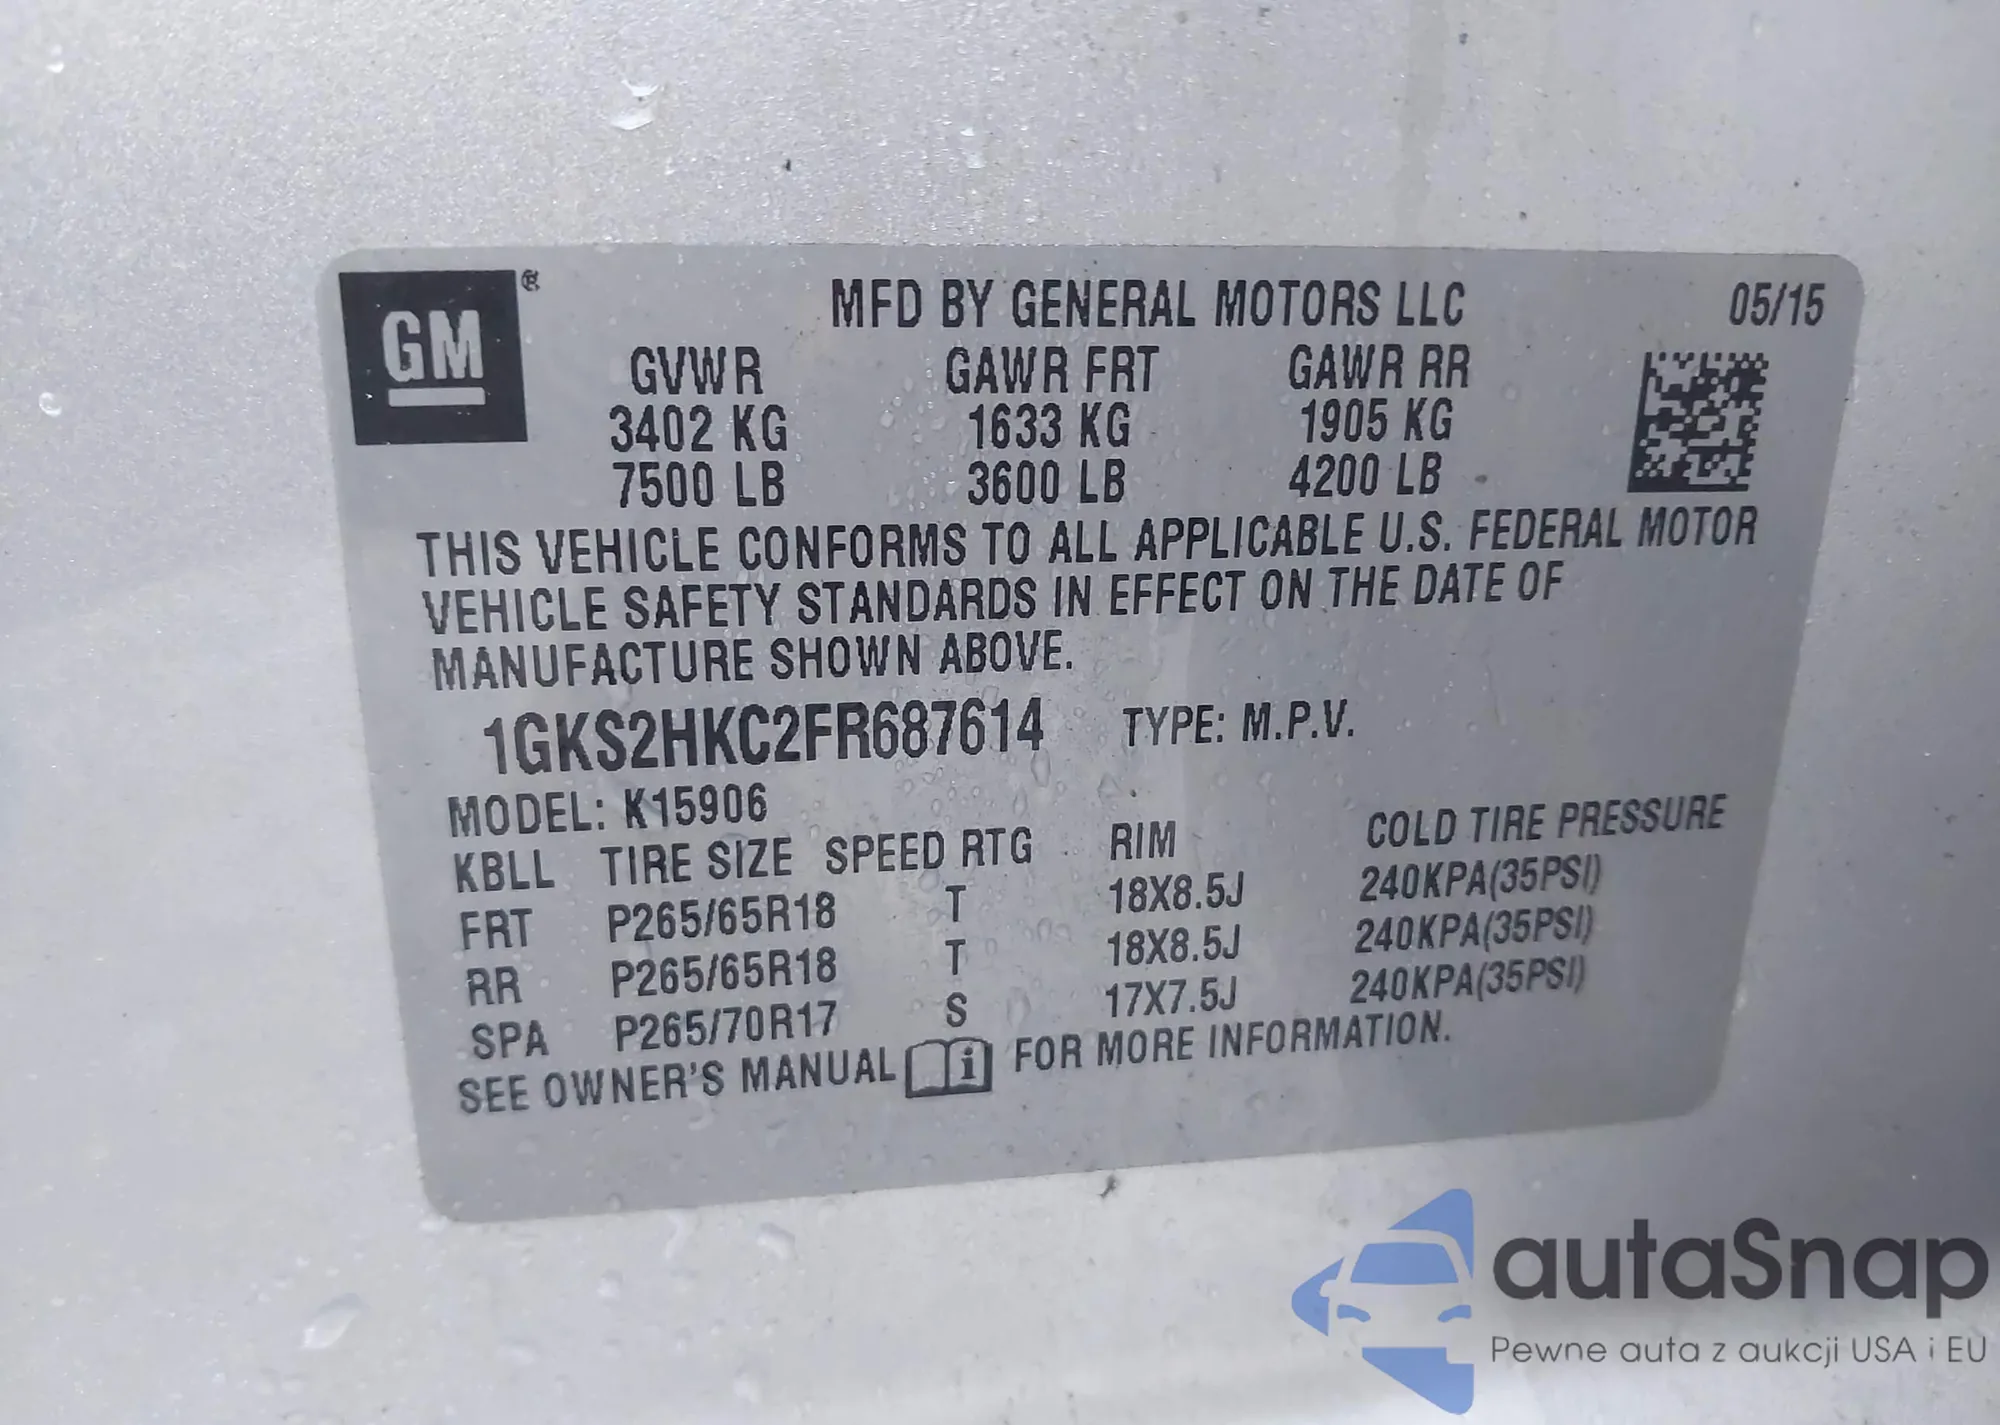 GM®
MFD BY GENERAL MOTORS LLC 05/15
GVWR GAWR FRT GAWR RR
3402 KG 1633 KG 1905 KG
7500 LB 3600 LB 4200 LB
THIS VEHICLE CONFORMS TO ALL APPLICABLE U.S. FEDERAL MOTOR
VEHICLE SAFETY STANDARDS IN EFFECT ON THE DATE OF
MANUFACTURE SHOWN ABOVE.
1GKS2HKC2FR687614 TYPE: M.P.V.
MODEL: K15906
KBLL TIRE SIZE SPEED RTG RIM COLD TIRE PRESSURE
FRT P265/65R18 T 18X8.5J 240KPA(35PSI)
RR P265/65R18 T 18X8.5J 240KPA(35PSI)
SPA P265/70R17 S 17X7.5J 240KPA(35PSI)
SEE OWNER'S MANUAL i FOR MORE INFORMATION.
autaSnap
Pewne auta z aukcji USA i EU